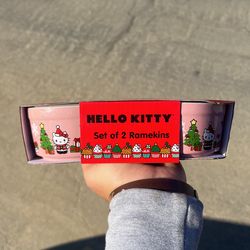 HELLO KITTY
Set of 2 Ramekins